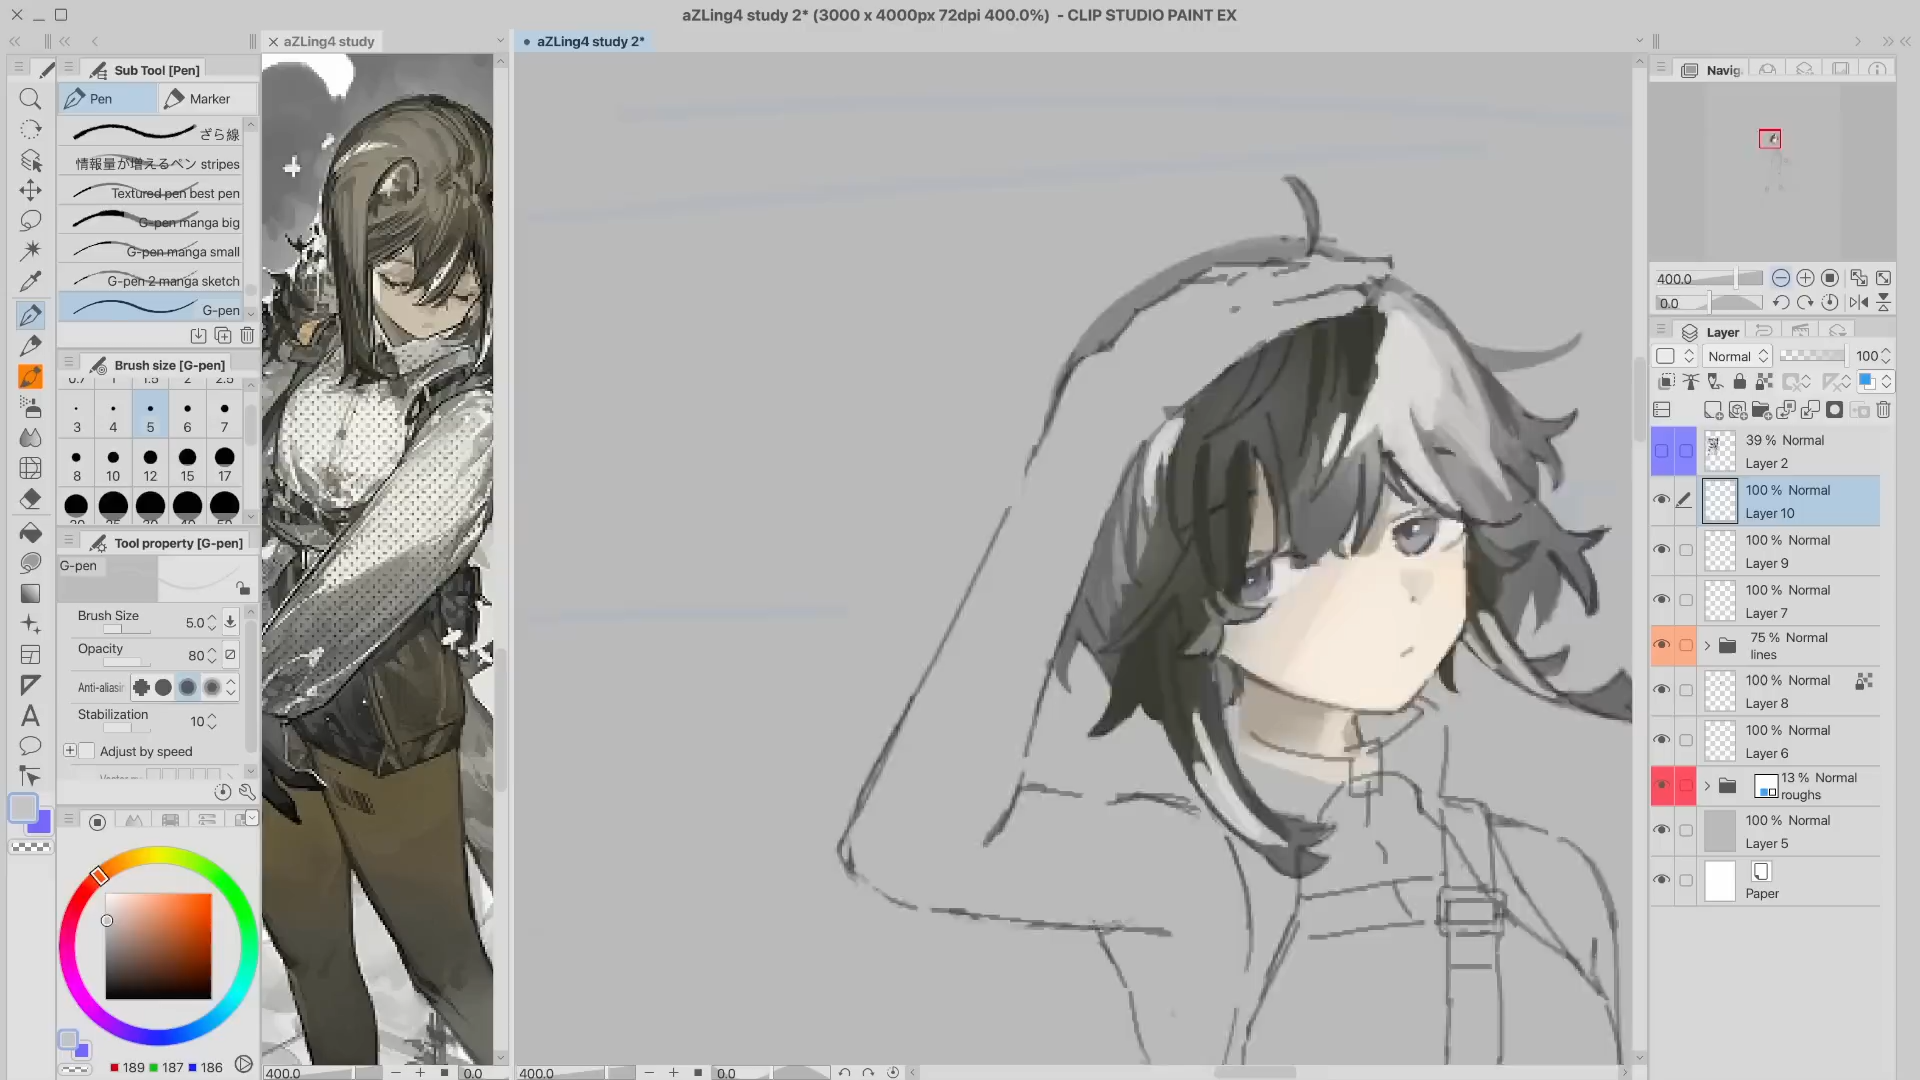 aZLing4 study 2* (3000 x 4000px 72dpi 400.0%) - CLIP STUDIO PAINT EX
aZLing4 study
aZLing4 study 2*
Sub Tool [Pen]
Pen
Marker
ざら線
情報量が増えるペン stripes
Textured pen best pen
G-pen manga big
G-pen manga small
G-pen 2 manga sketch
G-pen
Brush size [G-pen]
0.7 1 1.5 2 2.5
3 4 5 6 7
8 10 12 15 17
Tool property [G-pen]
G-pen
Brush Size 5.0
Opacity 80
Anti-aliasin
Stabilization 10
Adjust by speed
189 187 186
400.0 0.0
400.0 0.0
Navig
400.0
0.0
Layer
Normal 100
39 % Normal
Layer 2
100 % Normal
Layer 10
100 % Normal
Layer 9
100 % Normal
Layer 7
75 % Normal
lines
100 % Normal
Layer 8
100 % Normal
Layer 6
13 % Normal
roughs
100 % Normal
Layer 5
Paper